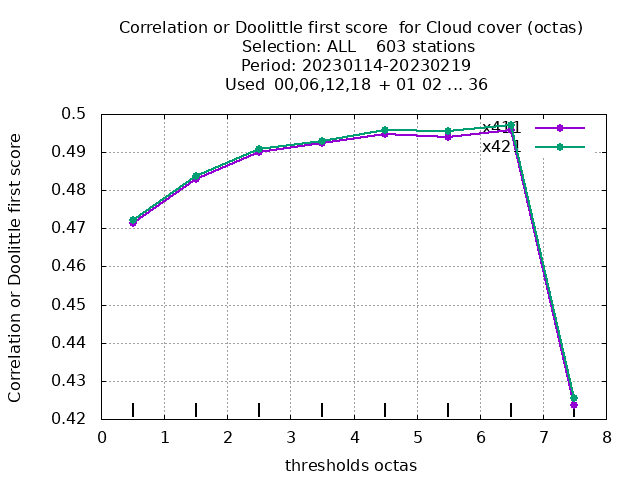 Correlation or Doolittle first score  for Cloud cover (octas)
Selection: ALL    603 stations
Period: 20230114-20230219
Used  00,06,12,18 + 01 02 ... 36
Correlation or Doolittle first score
0.5
0.49
0.48
0.47
0.46
0.45
0.44
0.43
0.42
x411
x421
0 1 2 3 4 5 6 7 8
thresholds octas